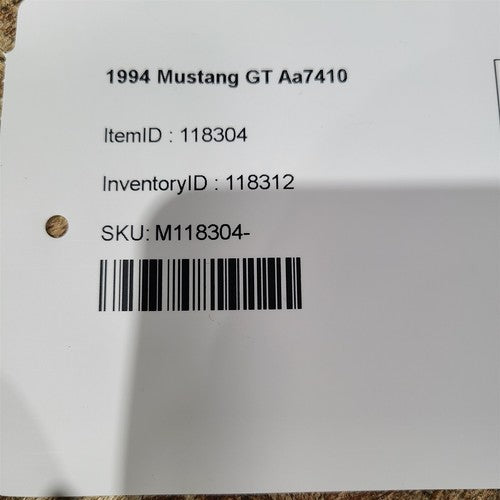 1994 Mustang GT Aa7410
ItemID : 118304
InventoryID : 118312
SKU: M118304-